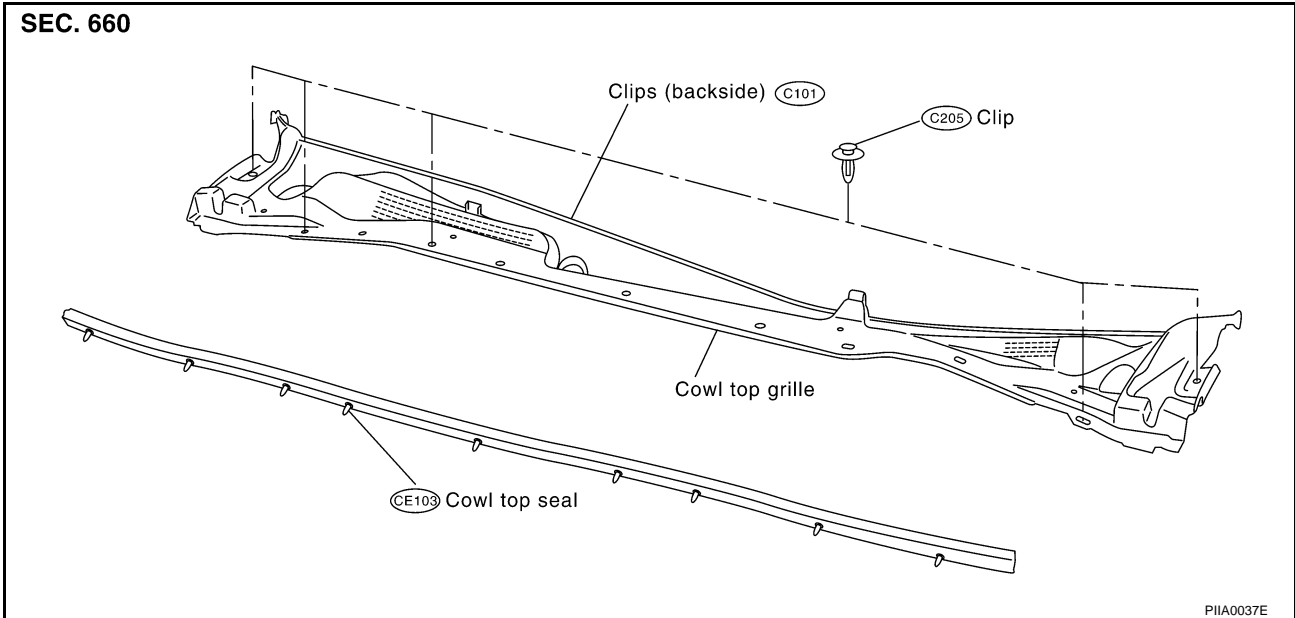 SEC. 660
Clips (backside) C101
C205 Clip
Cowl top grille
CE103 Cowl top seal
PIIA0037E